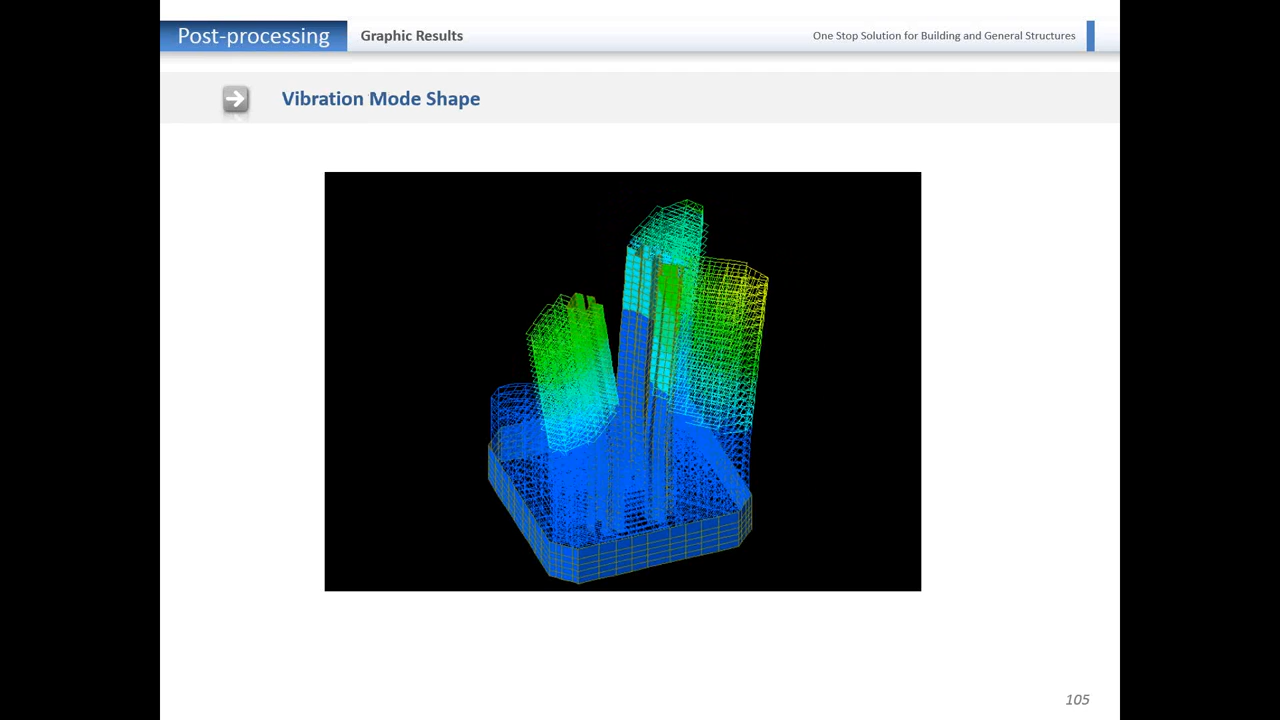 Post-processing
Graphic Results
One Stop Solution for Building and General Structures
Vibration Mode Shape
105